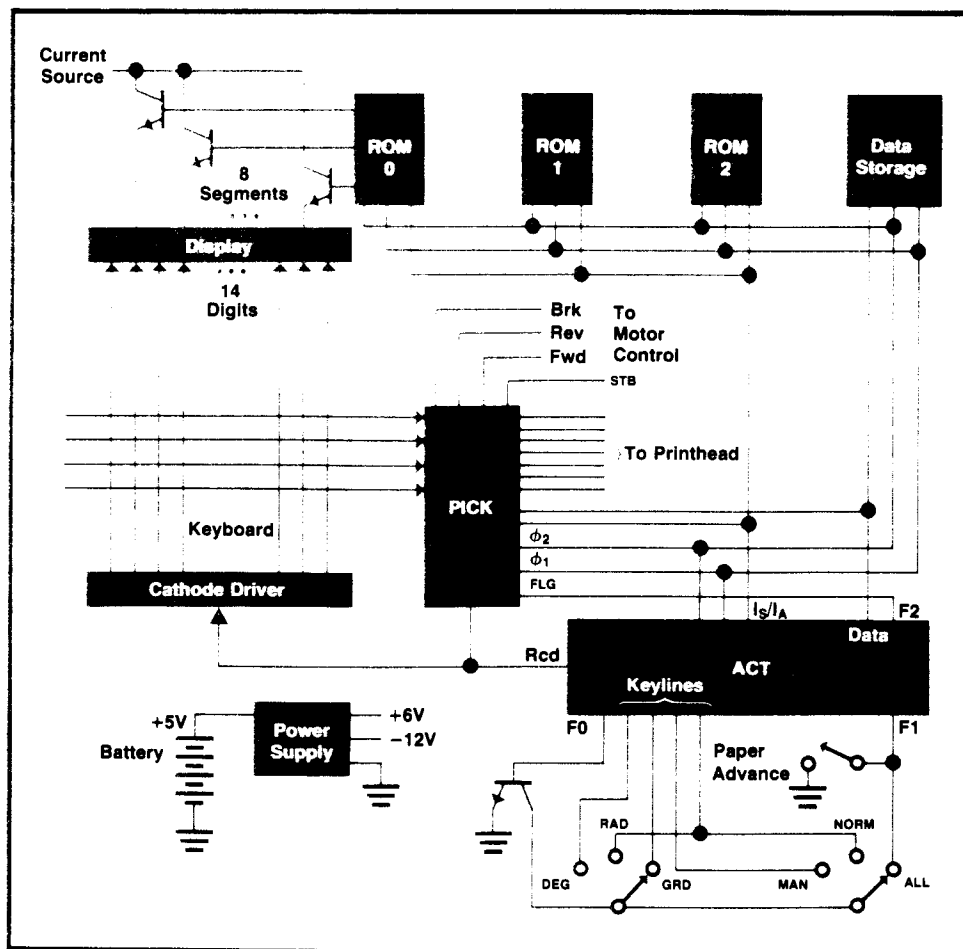 Current
Source
ROM
0
ROM
1
ROM
2
Data
Storage
8
Segments
Display
14
Digits
Brk
Rev
Fwd
To
Motor
Control
STB
To Printhead
PICK
Keyboard
ϕ2
ϕ1
FLG
Cathode Driver
IS/IA
F2
Data
Rcd
ACT
Keylines
+5V
Battery
Power
Supply
+6V
−12V
F0
F1
Paper
Advance
RAD
NORM
DEG
GRD
MAN
ALL